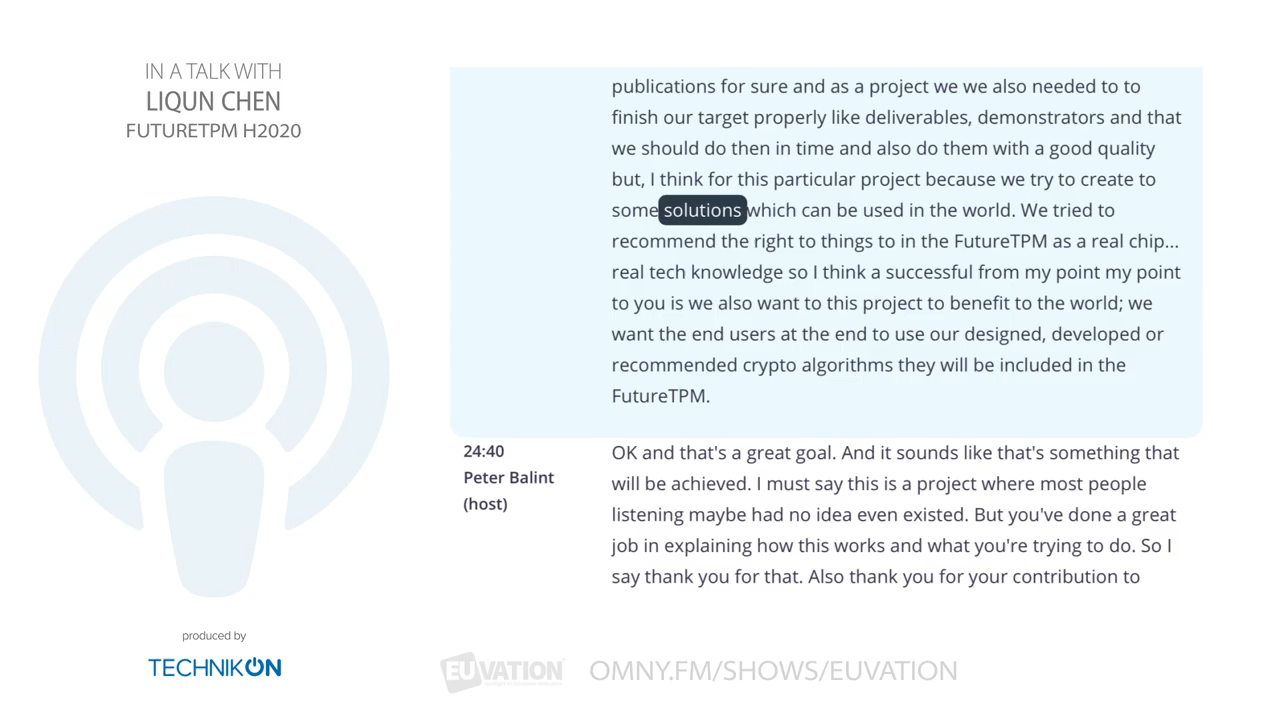 IN A TALK WITH
LIQUN CHEN
FUTURETPM H2020
publications for sure and as a project we we also needed to to
finish our target properly like deliverables, demonstrators and that
we should do then in time and also do them with a good quality
but, I think for this particular project because we try to create to
some solutions which can be used in the world. We tried to
recommend the right to things to in the FutureTPM as a real chip...
real tech knowledge so I think a successful from my point my point
to you is we also want to this project to benefit to the world; we
want the end users at the end to use our designed, developed or
recommended crypto algorithms they will be included in the
FutureTPM.
24:40
Peter Balint
(host)
OK and that's a great goal. And it sounds like that's something that
will be achieved. I must say this is a project where most people
listening maybe had no idea even existed. But you've done a great
job in explaining how this works and what you're trying to do. So I
say thank you for that. Also thank you for your contribution to
produced by
TECHNIKON
EUVATION
OMNY.FM/SHOWS/EUVATION